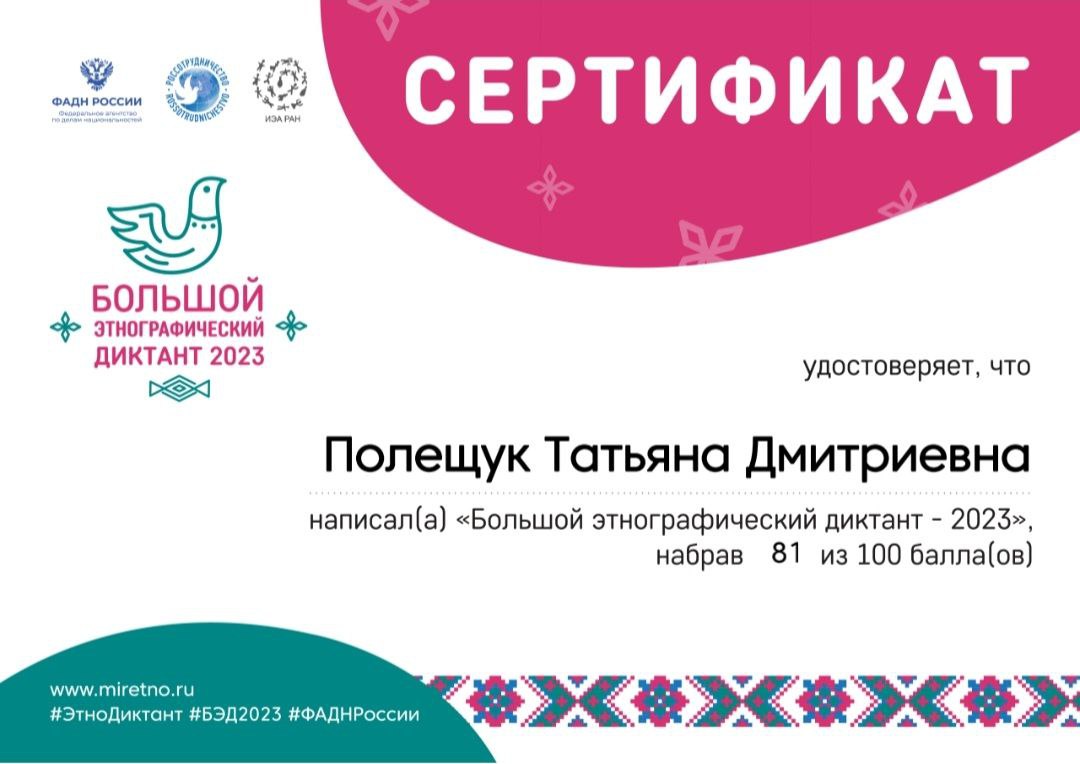 ФАДН РОССИИ
Федеральное агентство
по делам национальностей
РОССОТРУДНИЧЕСТВО
ROSSOTRUDNICHESTVO
ИЭА РАН
СЕРТИФИКАТ
БОЛЬШОЙ
ЭТНОГРАФИЧЕСКИЙ
ДИКТАНТ 2023
удостоверяет, что
Полещук Татьяна Дмитриевна
написал(а) «Большой этнографический диктант - 2023»,
набрав 81 из 100 балла(ов)
www.miretno.ru
#ЭтноДиктант #БЭД2023 #ФАДНРоссии